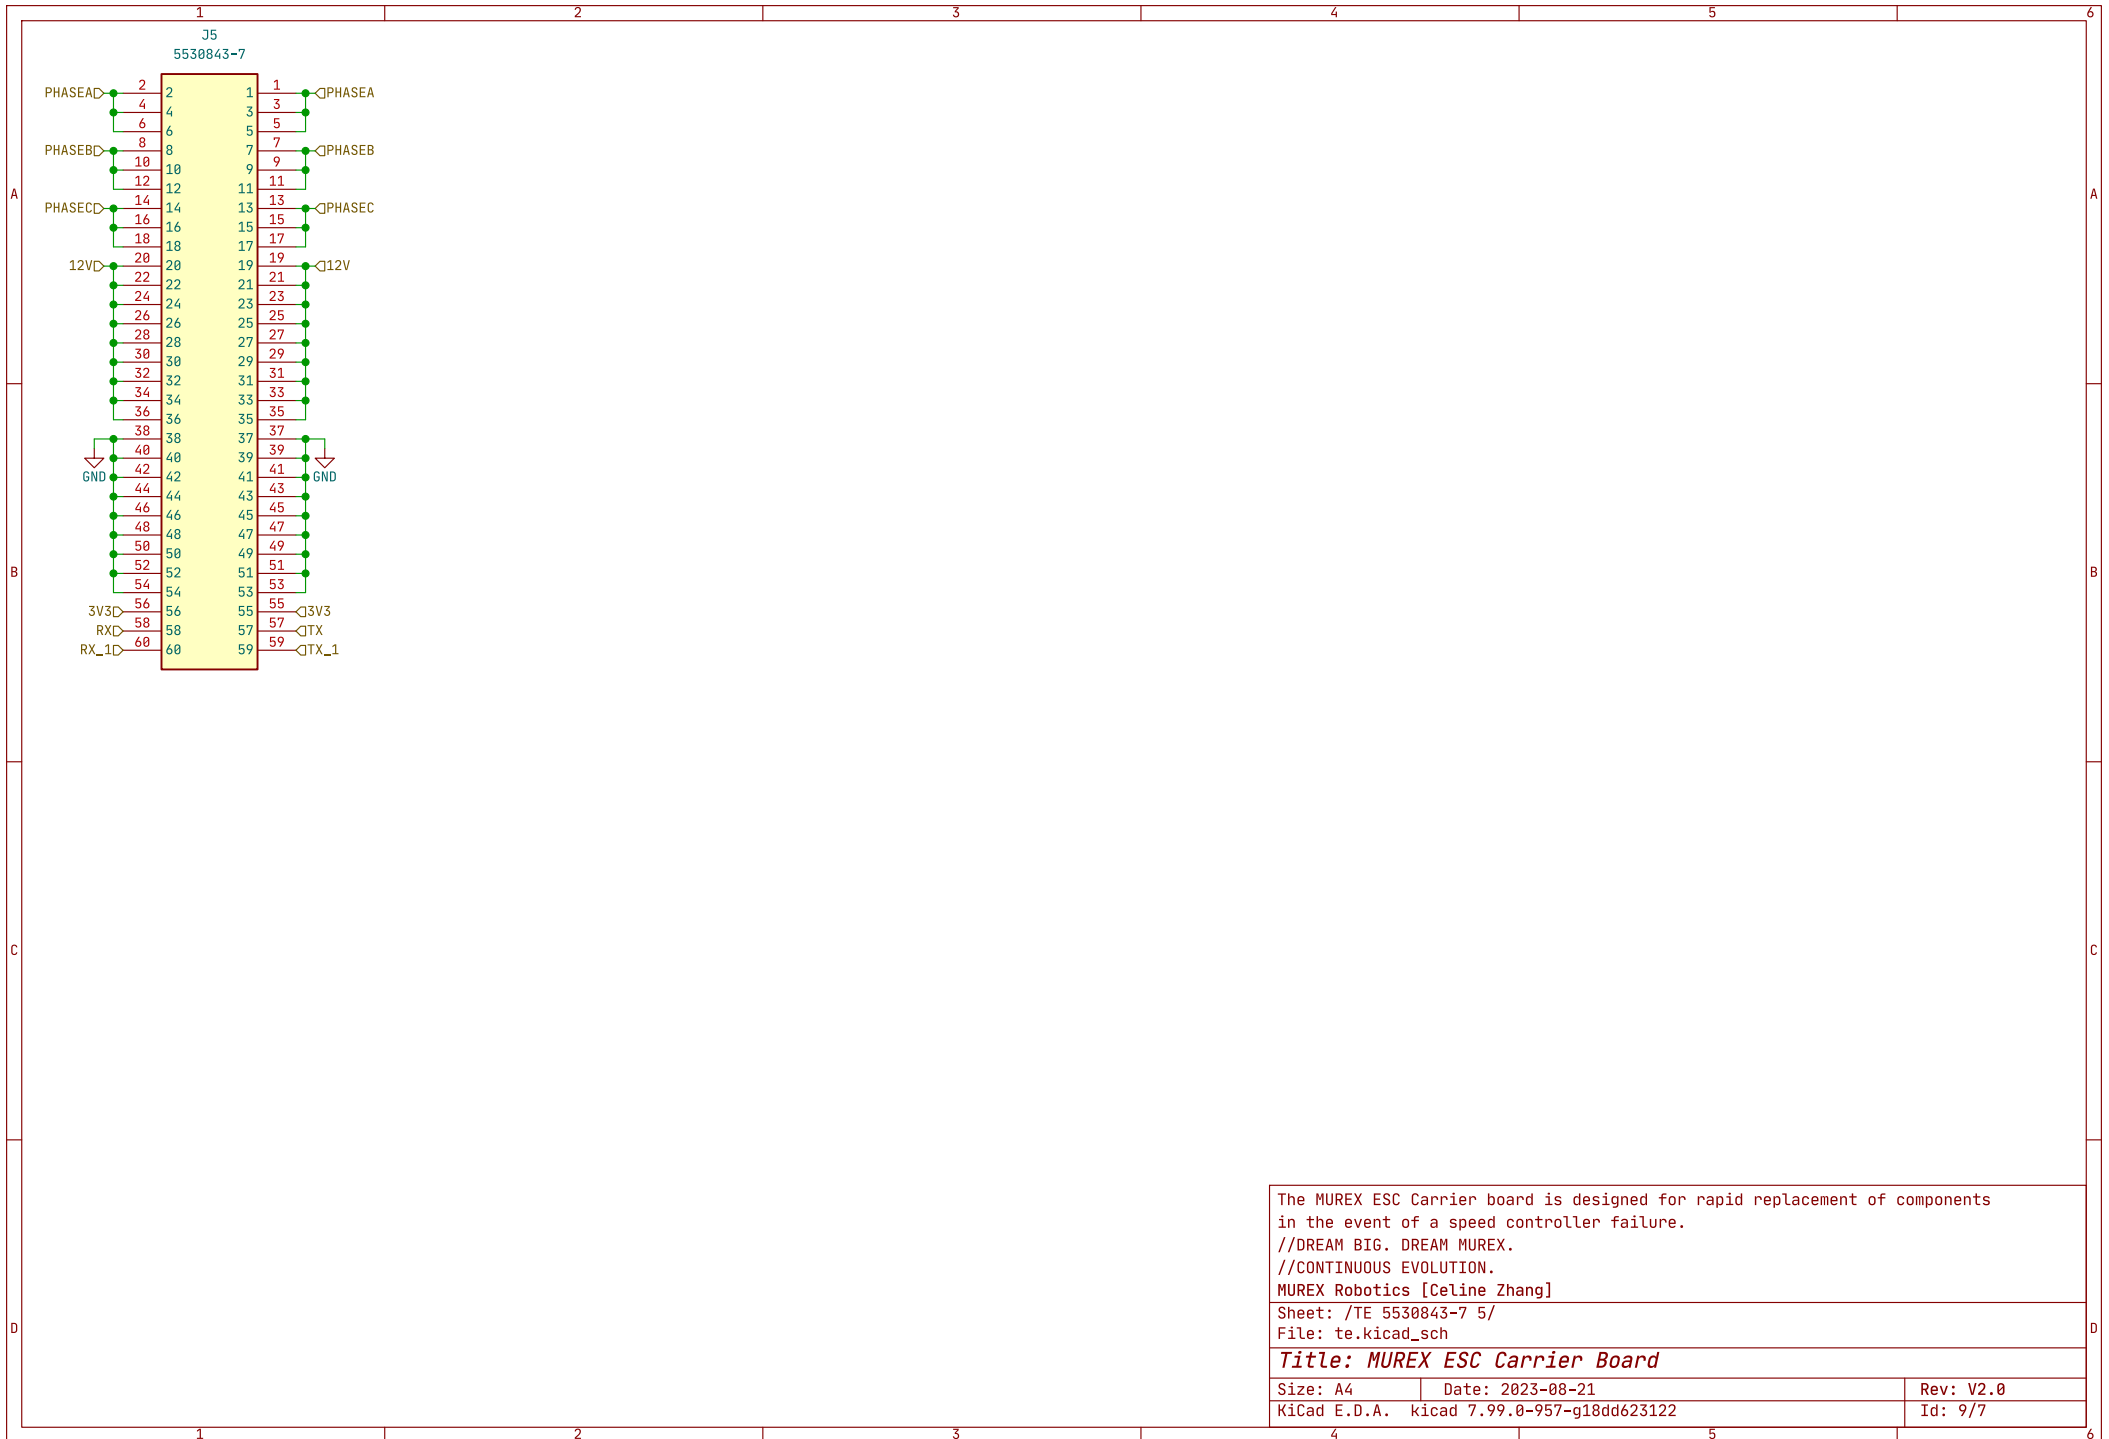 1 2 3 4 5 6
J5
5530843-7
PHASEA 2 2 1 1 PHASEA
4 4 3 3
6 6 5 5
PHASEB 8 8 7 7 PHASEB
10 10 9 9
12 12 11 11
A A
PHASEC 14 14 13 13 PHASEC
16 16 15 15
18 18 17 17
12V 20 20 19 19 12V
22 22 21 21
24 24 23 23
26 26 25 25
28 28 27 27
30 30 29 29
32 32 31 31
34 34 33 33
36 36 35 35
38 38 37 37
40 40 39 39
GND 42 42 41 41 GND
44 44 43 43
46 46 45 45
48 48 47 47
50 50 49 49
B 52 52 51 51 B
54 54 53 53
3V3 56 56 55 55 3V3
RX 58 58 57 57 TX
RX_1 60 60 59 59 TX_1
C C
The MUREX ESC Carrier board is designed for rapid replacement of components
in the event of a speed controller failure.
//DREAM BIG. DREAM MUREX.
//CONTINUOUS EVOLUTION.
MUREX Robotics [Celine Zhang]
Sheet: /TE 5530843-7 5/
D D
File: te.kicad_sch
Title: MUREX ESC Carrier Board
Size: A4 Date: 2023-08-21 Rev: V2.0
KiCad E.D.A. kicad 7.99.0-957-g18dd623122 Id: 9/7
1 2 3 4 5 6